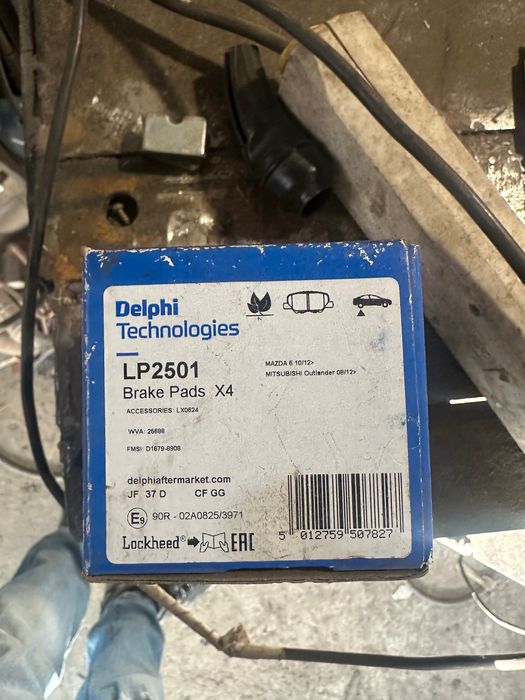 Delphi
Technologies
LP2501
Brake Pads X4
ACCESSORIES: LX0624
WVA: 25688
FMSI: D1679-8908
MAZDA 6 10/12>
MITSUBISHI Outlander 08/12>
delphiaftermarket.com
JF 37 D CF GG
E9 90R - 02A0825/3971
Lockheed® EAC
5 012759 507827